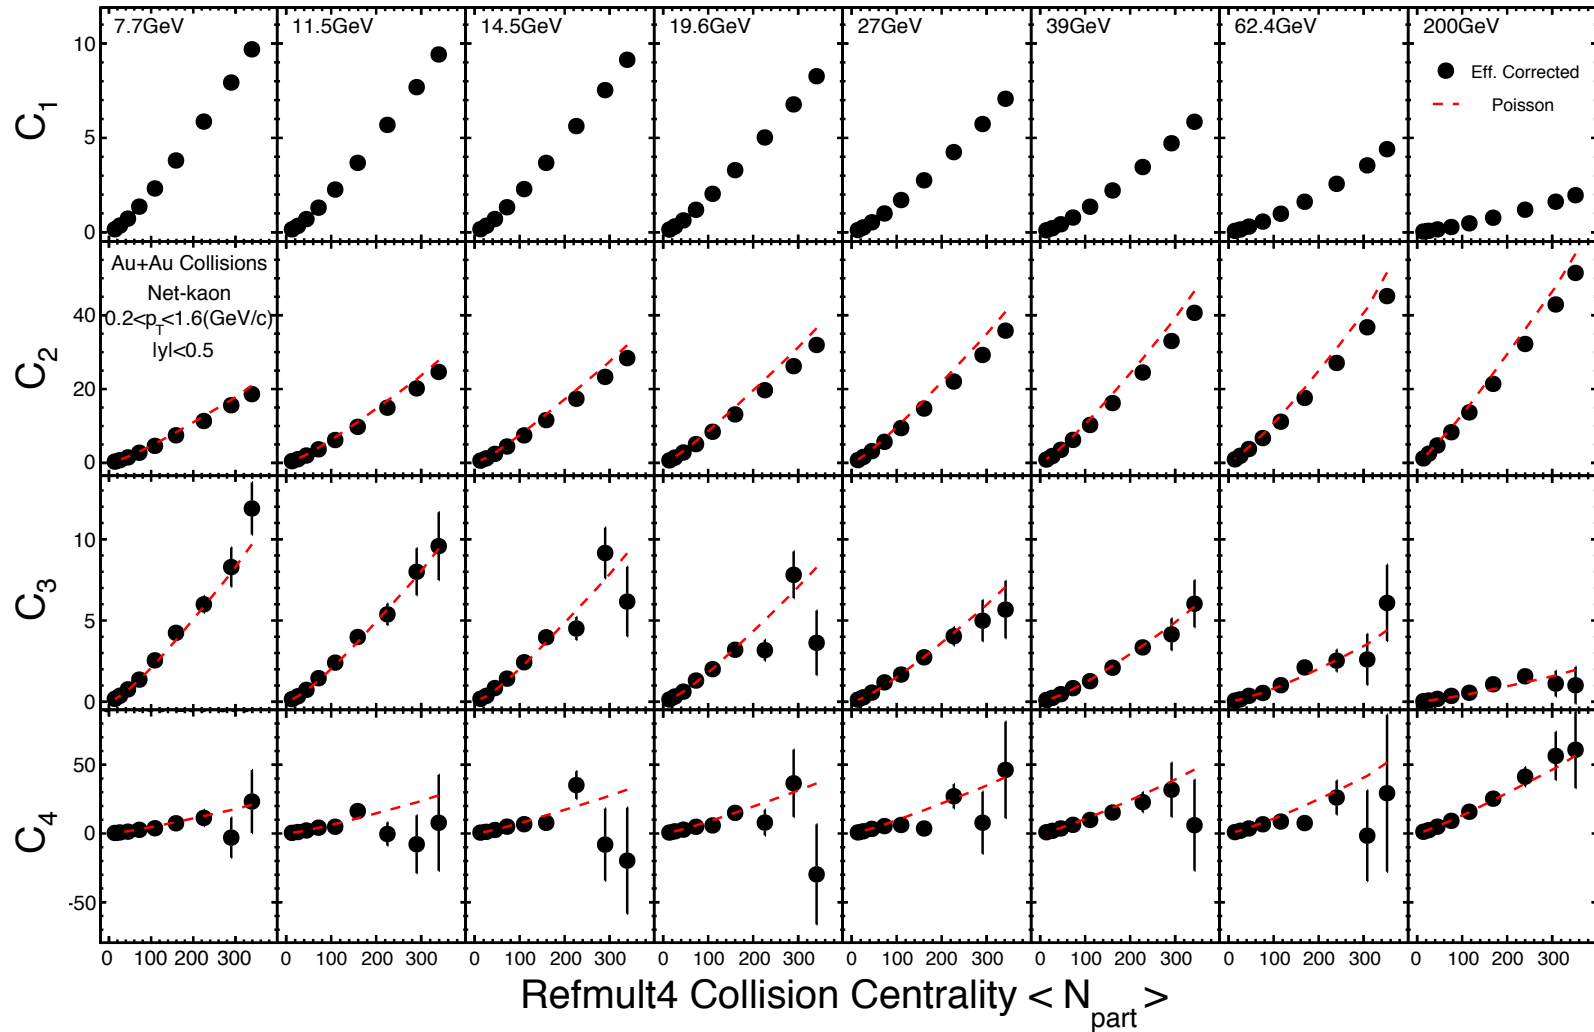 7.7GeV 11.5GeV 14.5GeV 19.6GeV 27GeV 39GeV 62.4GeV 200GeV
Eff. Corrected
Poisson
C1
10
5
0
Au+Au Collisions
Net-kaon
0.2<pT<1.6(GeV/c)
|y|<0.5
C2
40
20
0
C3
10
5
0
C4
50
0
-50
0 100 200 300 0 100 200 300 0 100 200 300 0 100 200 300 0 100 200 300 0 100 200 300 0 100 200 300 0 100 200 300
Refmult4 Collision Centrality < Npart >